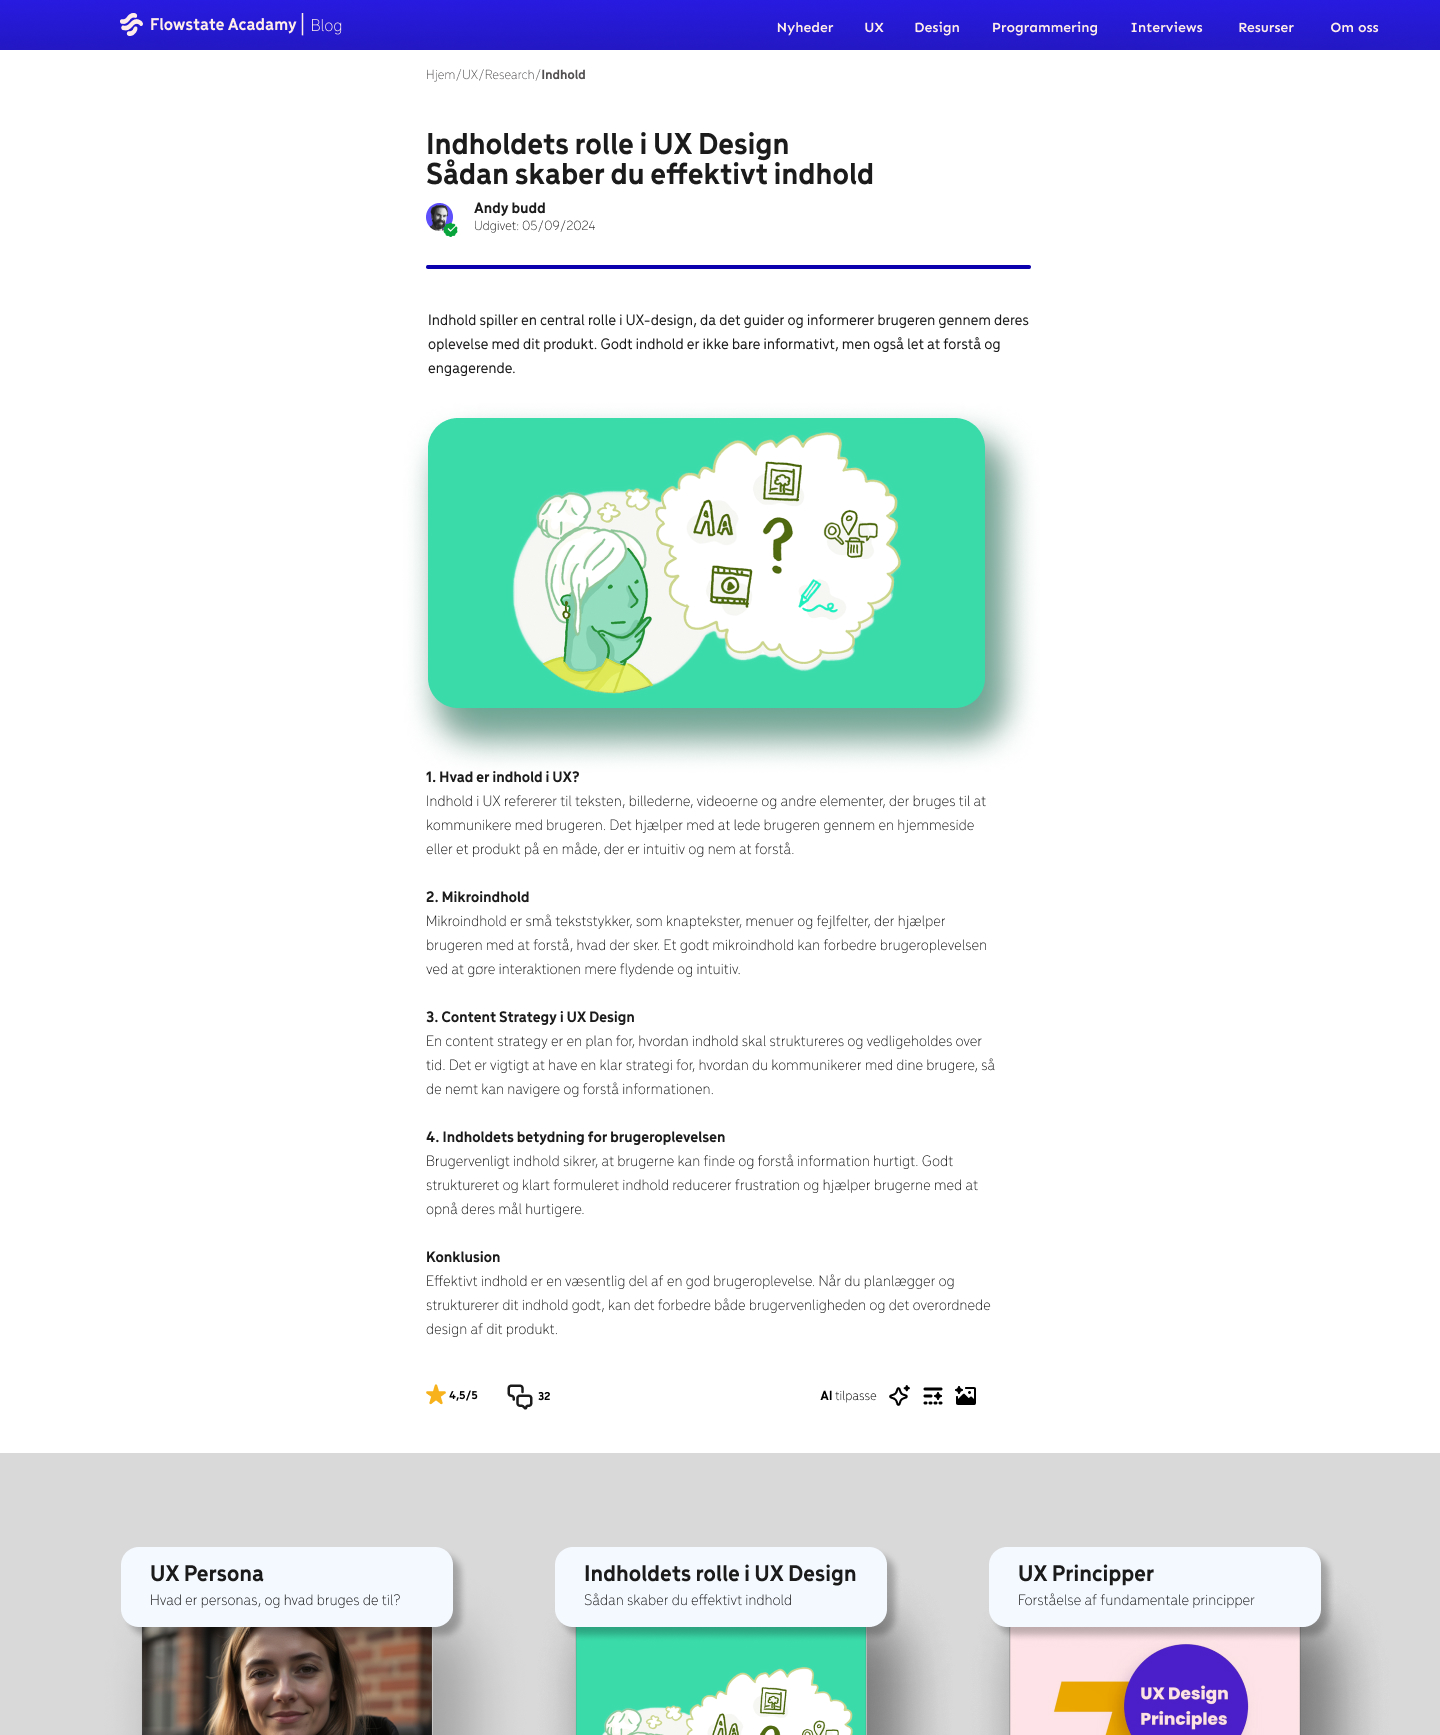 Flowstate Acadamy | Blog
Nyheder UX Design Programmering Interviews Resurser Om oss
Hjem/UX/Research/Indhold
Indholdets rolle i UX Design
Sådan skaber du effektivt indhold
Andy budd
Udgivet: 05/09/2024
Indhold spiller en central rolle i UX-design, da det guider og informerer brugeren gennem deres
oplevelse med dit produkt. Godt indhold er ikke bare informativt, men også let at forstå og
engagerende.
Aa
?
1. Hvad er indhold i UX?
Indhold i UX refererer til teksten, billederne, videoerne og andre elementer, der bruges til at
kommunikere med brugeren. Det hjælper med at lede brugeren gennem en hjemmeside
eller et produkt på en måde, der er intuitiv og nem at forstå.
2. Mikroindhold
Mikroindhold er små tekststykker, som knaptekster, menuer og fejlfelter, der hjælper
brugeren med at forstå, hvad der sker. Et godt mikroindhold kan forbedre brugeroplevelsen
ved at gøre interaktionen mere flydende og intuitiv.
3. Content Strategy i UX Design
En content strategy er en plan for, hvordan indhold skal struktureres og vedligeholdes over
tid. Det er vigtigt at have en klar strategi for, hvordan du kommunikerer med dine brugere, så
de nemt kan navigere og forstå informationen.
4. Indholdets betydning for brugeroplevelsen
Brugervenligt indhold sikrer, at brugerne kan finde og forstå information hurtigt. Godt
struktureret og klart formuleret indhold reducerer frustration og hjælper brugerne med at
opnå deres mål hurtigere.
Konklusion
Effektivt indhold er en væsentlig del af en god brugeroplevelse. Når du planlægger og
strukturerer dit indhold godt, kan det forbedre både brugervenligheden og det overordnede
design af dit produkt.
4,5/5 32 AI tilpasse
UX Persona
Hvad er personas, og hvad bruges de til?
Indholdets rolle i UX Design
Sådan skaber du effektivt indhold
UX Principper
Forståelse af fundamentale principper
UX Design
Principles